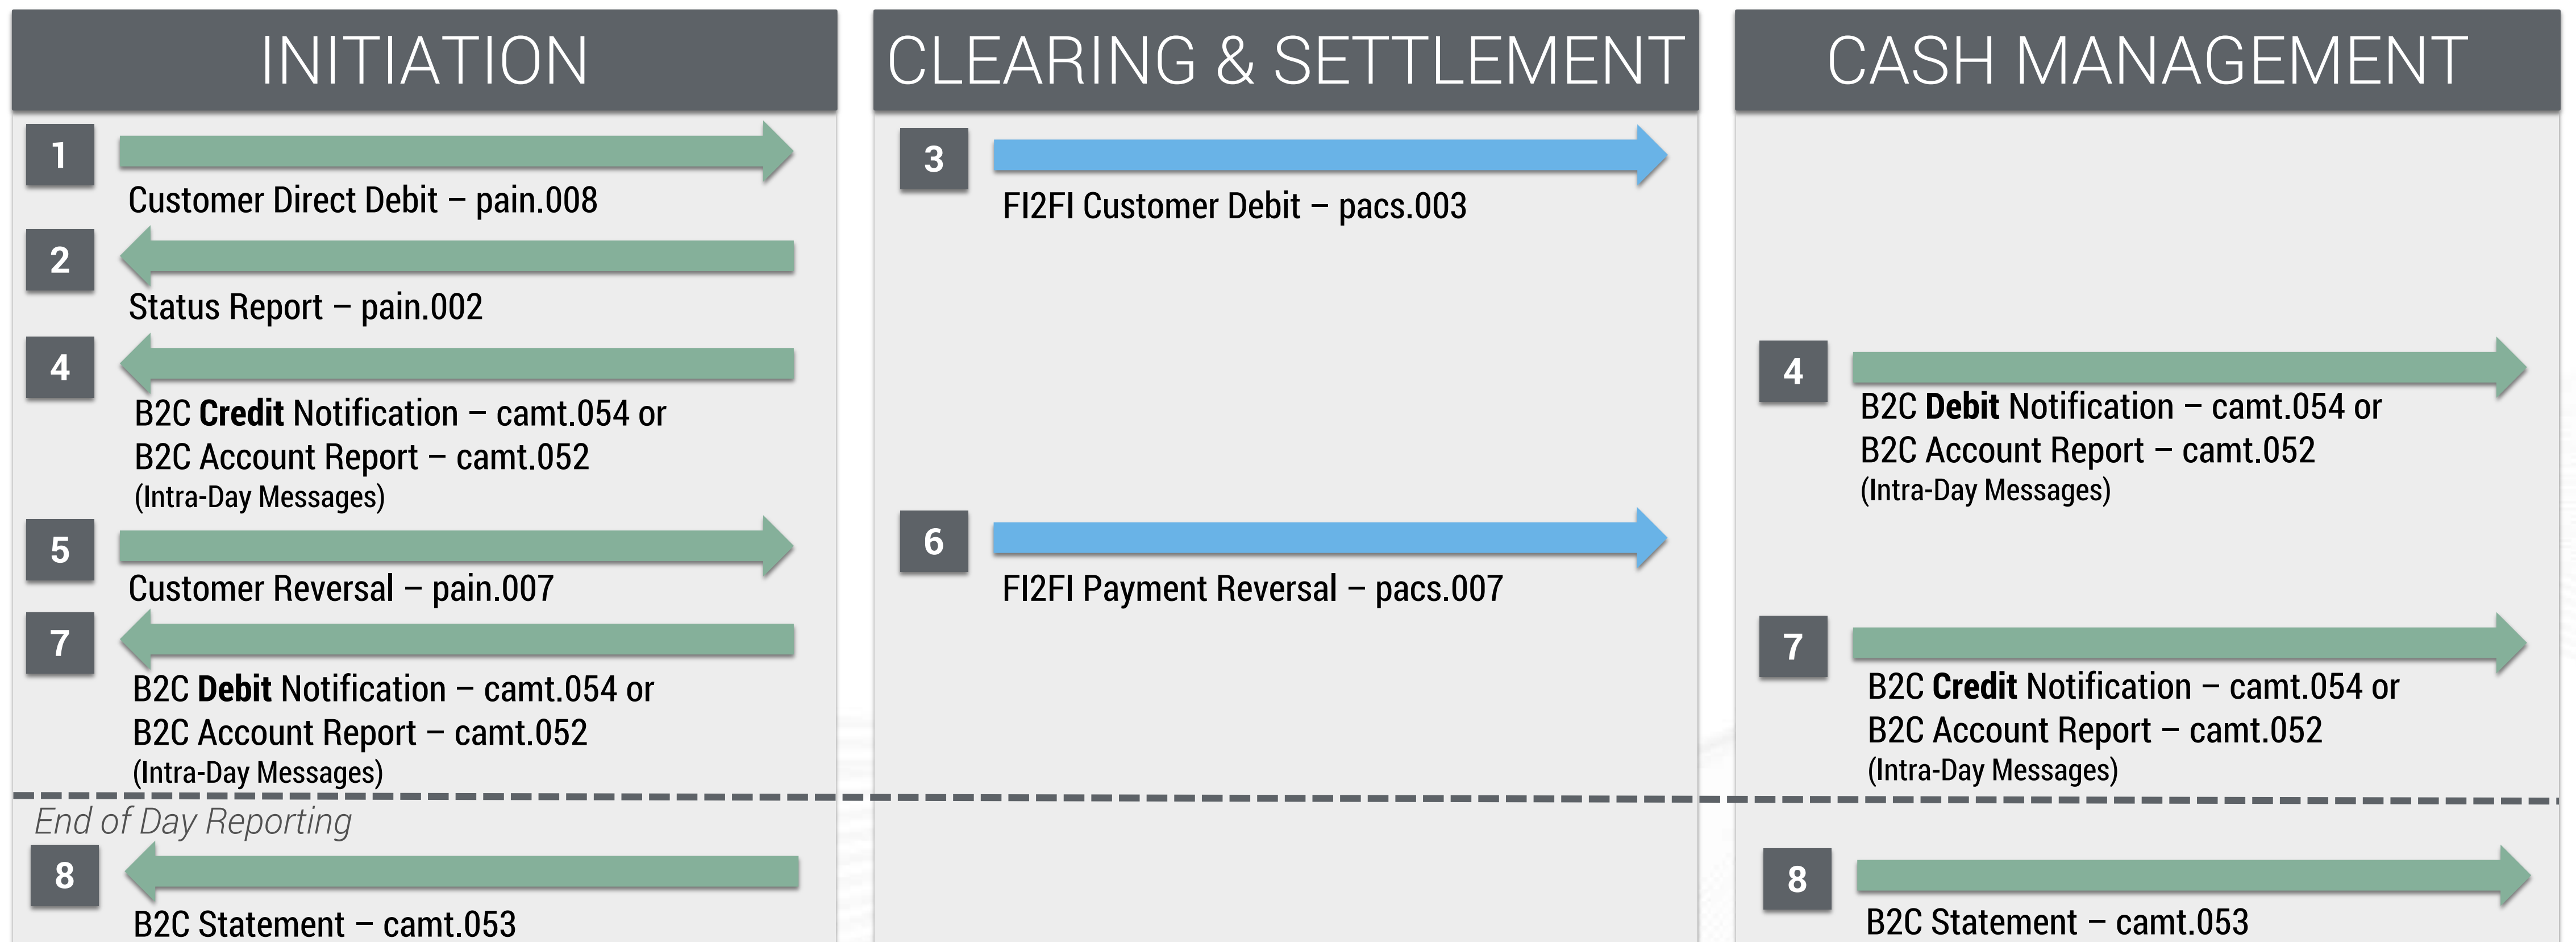 INITIATION
1
Customer Direct Debit – pain.008
2
Status Report – pain.002
4
B2C Credit Notification – camt.054 or
B2C Account Report – camt.052
(Intra-Day Messages)
5
Customer Reversal – pain.007
7
B2C Debit Notification – camt.054 or
B2C Account Report – camt.052
(Intra-Day Messages)
End of Day Reporting
8
B2C Statement – camt.053
CLEARING & SETTLEMENT
3
FI2FI Customer Debit – pacs.003
6
FI2FI Payment Reversal – pacs.007
CASH MANAGEMENT
4
B2C Debit Notification – camt.054 or
B2C Account Report – camt.052
(Intra-Day Messages)
7
B2C Credit Notification – camt.054 or
B2C Account Report – camt.052
(Intra-Day Messages)
8
B2C Statement – camt.053